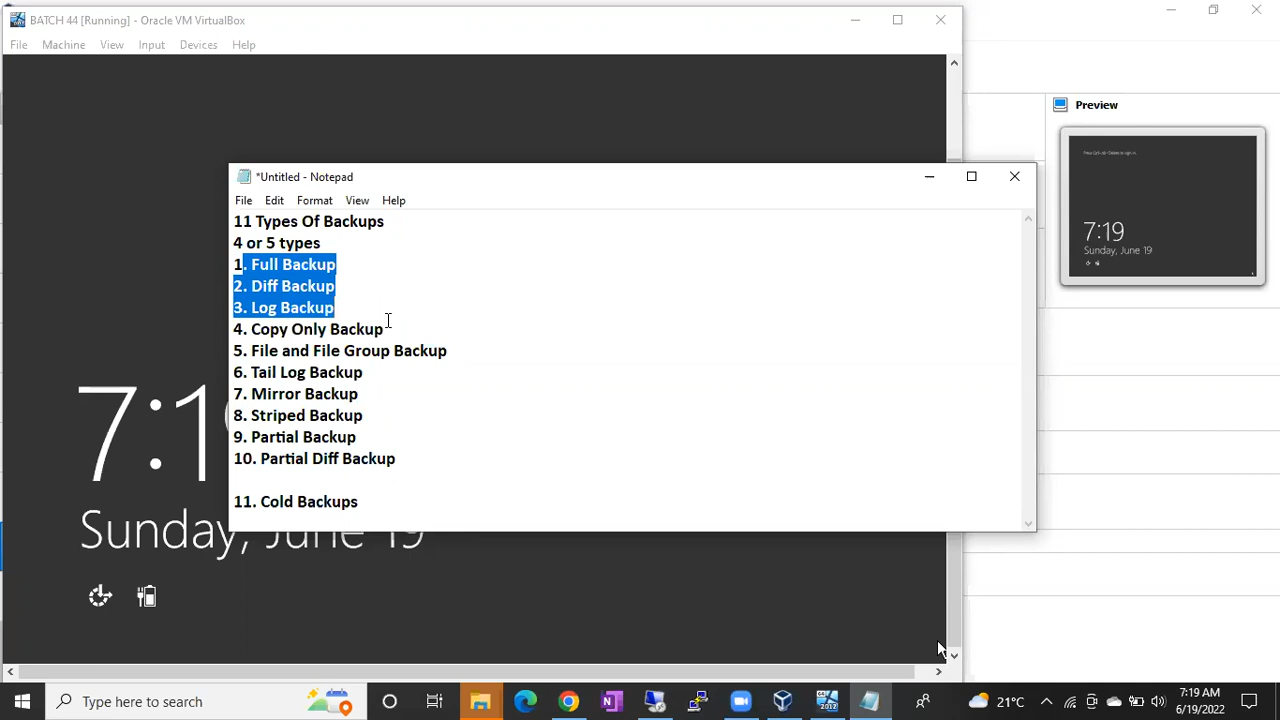 BATCH 44 [Running] - Oracle VM VirtualBox
File Machine View Input Devices Help
Preview
*Untitled - Notepad
File Edit Format View Help
11 Types Of Backups
4 or 5 types
1. Full Backup
2. Diff Backup
3. Log Backup
4. Copy Only Backup
5. File and File Group Backup
6. Tail Log Backup
7. Mirror Backup
8. Striped Backup
9. Partial Backup
10. Partial Diff Backup
11. Cold Backups
7:1
Sunday, June 19
7:19
Sunday, June 19
Type here to search
21°C
7:19 AM
6/19/2022